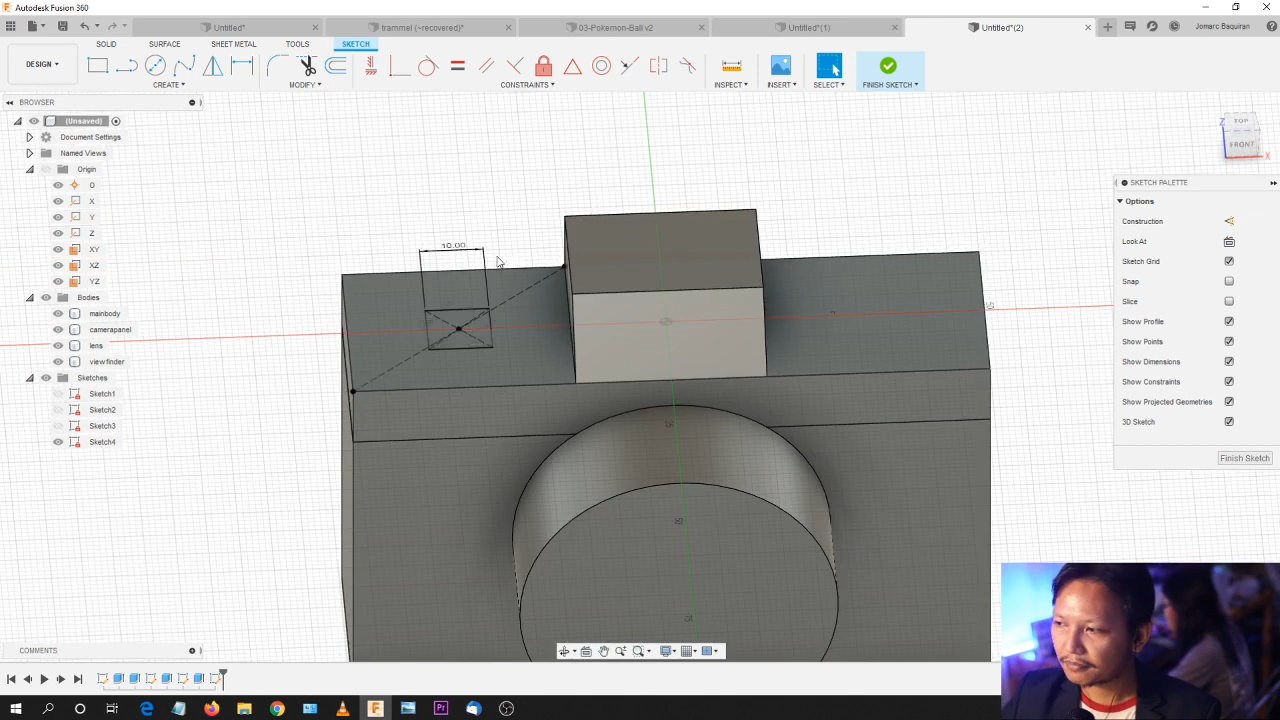 Autodesk Fusion 360
Untitled*
trammel (~recovered)*
03-Pokemon-Ball v2
Untitled*(1)
Untitled*(2)
Jomarc Baquiran
DESIGN
SOLID
SURFACE
SHEET METAL
TOOLS
SKETCH
CREATE
MODIFY
CONSTRAINTS
INSPECT
INSERT
SELECT
FINISH SKETCH
BROWSER
(Unsaved)
Document Settings
Named Views
Origin
O
X
Y
Z
XY
XZ
YZ
Bodies
mainbody
camerapanel
lens
viewfinder
Sketches
Sketch1
Sketch2
Sketch3
Sketch4
10.00
TOP
FRONT
Z
X
SKETCH PALETTE
Options
Construction
Look At
Sketch Grid
Snap
Slice
Show Profile
Show Points
Show Dimensions
Show Constraints
Show Projected Geometries
3D Sketch
Finish Sketch
COMMENTS